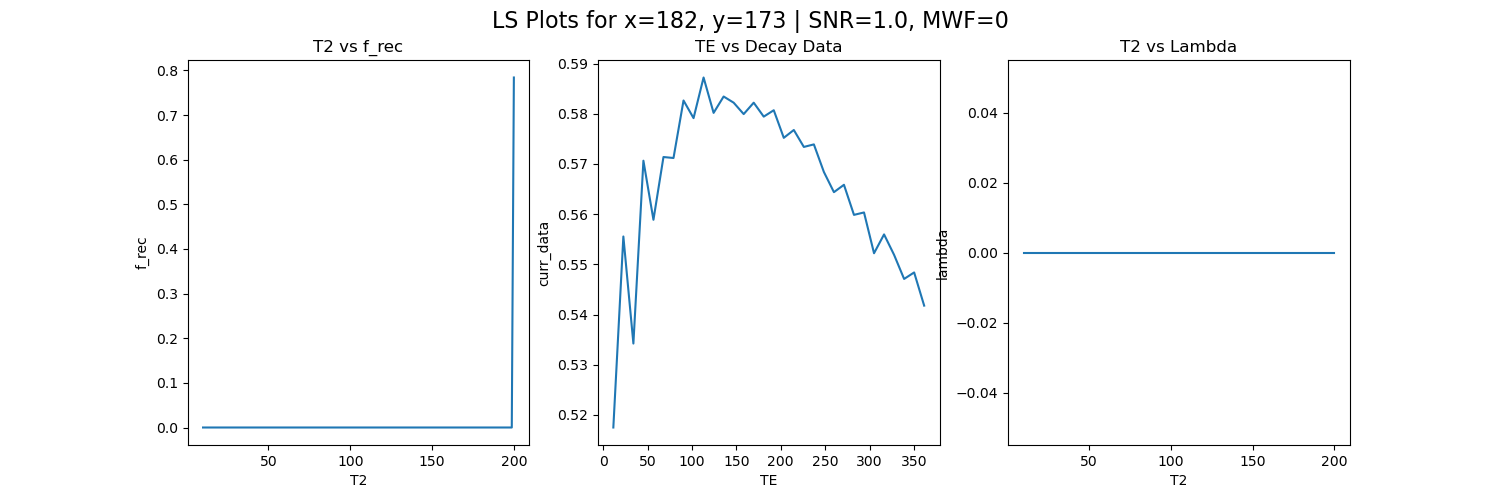 LS Plots for x=182, y=173 | SNR=1.0, MWF=0
T2 vs f_rec
0.8
0.7
0.6
0.5
0.4
0.3
0.2
0.1
0.0
f_rec
50 100 150 200
T2
TE vs Decay Data
0.59
0.58
0.57
0.56
0.55
0.54
0.53
0.52
curr_data
0 50 100 150 200 250 300 350
TE
T2 vs Lambda
0.04
0.02
0.00
−0.02
−0.04
lambda
50 100 150 200
T2